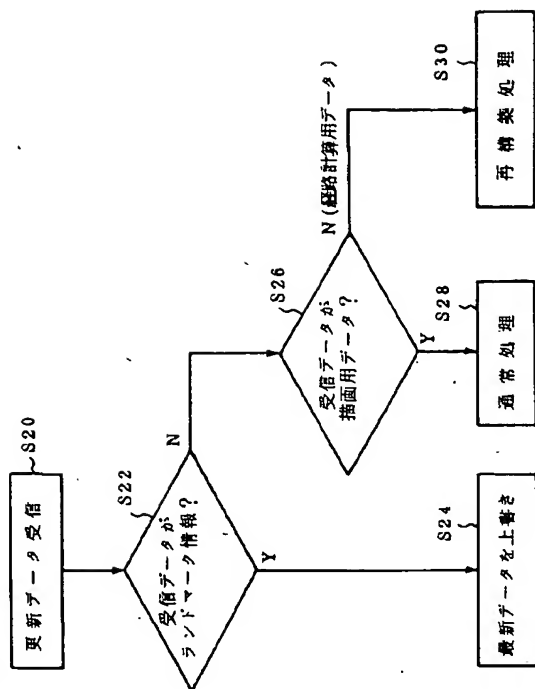 更新データ受信
S20
受信データが
ランドマーク情報?
S22
N
Y
最新データを上書き
S24
受信データが
描画用データ?
S26
N(経路計算用データ)
Y
通常処理
S28
再構築処理
S30